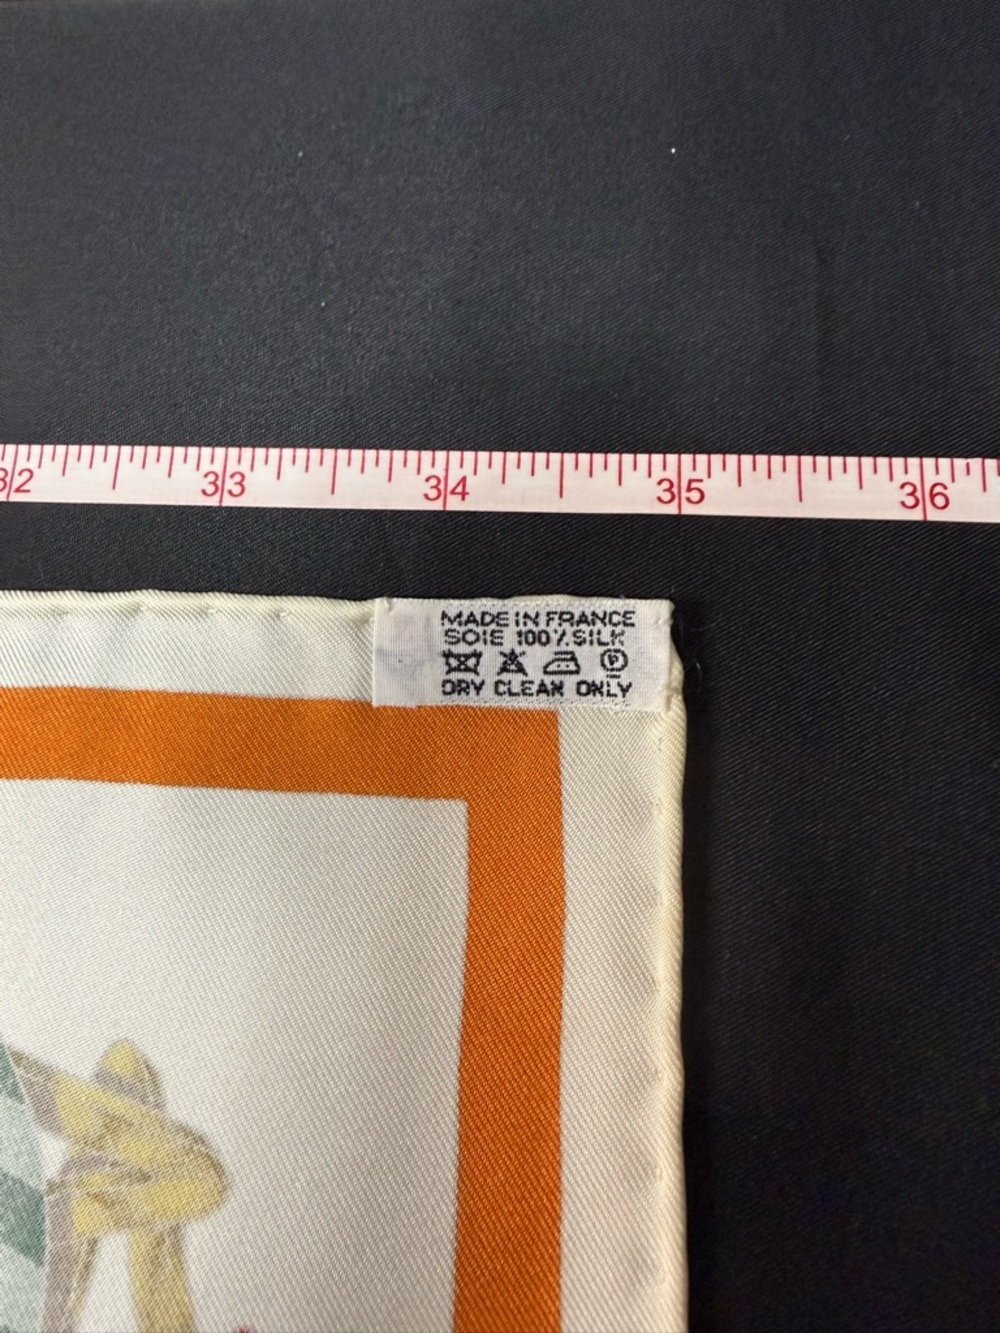 32 33 34 35 36
MADE IN FRANCE
SOIE 100% SILK
DRY CLEAN ONLY